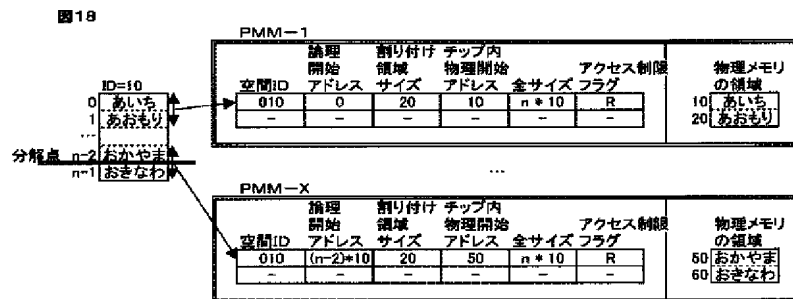 図18
PMM-1
論理 割り付け チップ内
開始 領域 物理開始 アクセス制限 物理メモリ
空間ID アドレス サイズ アドレス 全サイズ フラグ の領域
010 0 20 10 n * 10 R 10 あいち
- - - - - - 20 あおもり
ID=10
0 あいち
1 あおもり
...
分解点 n-2 おかやま
n-1 おきなわ
...
PMM-X
論理 割り付け チップ内
開始 領域 物理開始 アクセス制限 物理メモリ
空間ID アドレス サイズ アドレス 全サイズ フラグ の領域
010 (n-2)*10 20 50 n * 10 R 50 おかやま
- - - - - - 60 おきなわ